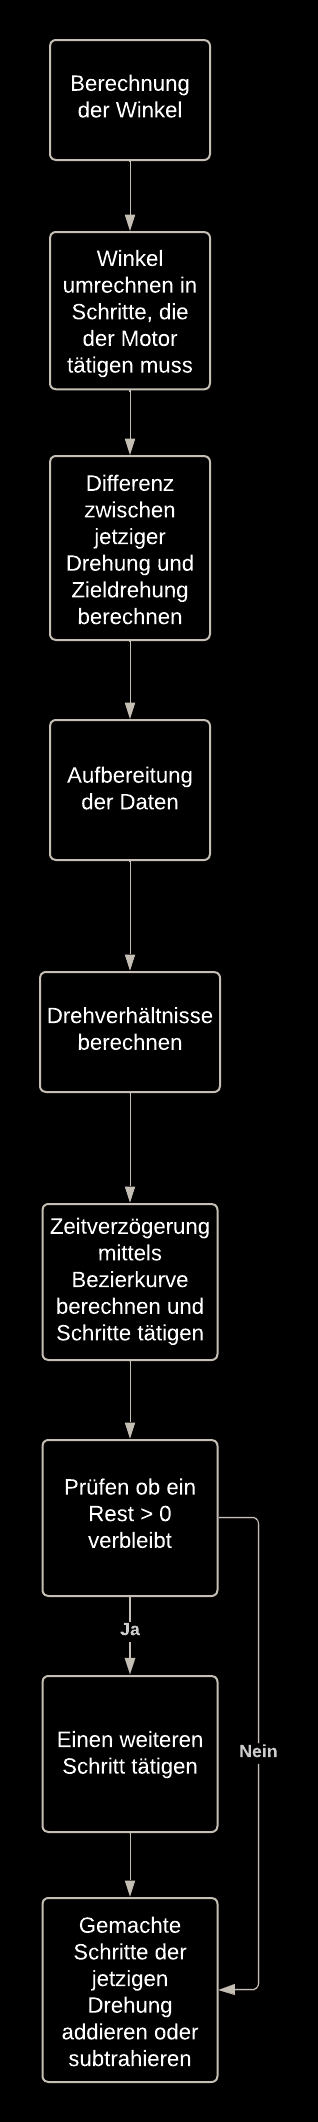 Berechnung
der Winkel
Winkel
umrechnen in
Schritte, die
der Motor
tätigen muss
Differenz
zwischen
jetziger
Drehung und
Zieldrehung
berechnen
Aufbereitung
der Daten
Drehverhältnisse
berechnen
Zeitverzögerung
mittels
Bezierkurve
berechnen und
Schritte tätigen
Prüfen ob ein
Rest > 0
verbleibt
Ja
Einen weiteren
Schritt tätigen
Nein
Gemachte
Schritte der
jetzigen
Drehung
addieren oder
subtrahieren